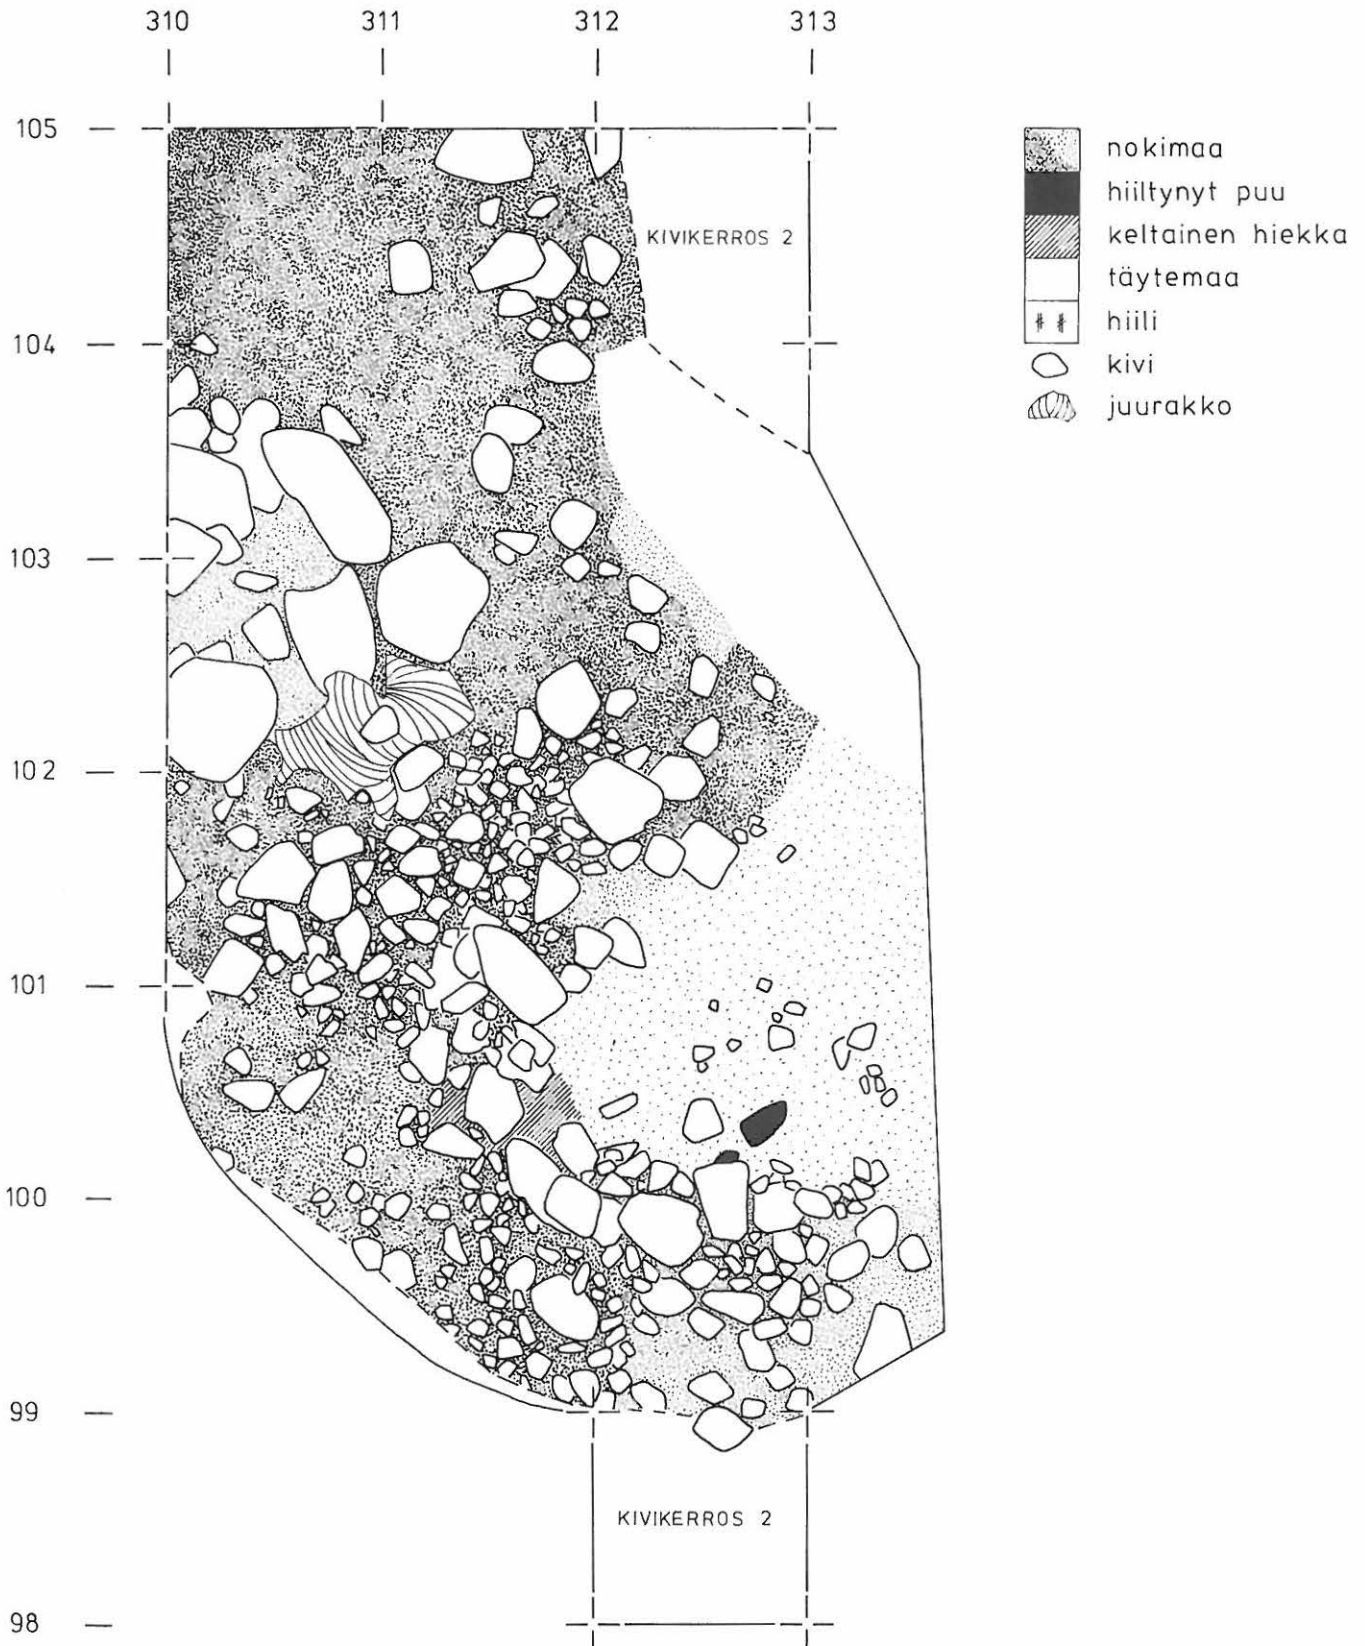 310 311 312 313
105
nokimaa
hiiltynyt puu
KIVIKERROS 2
keltainen hiekka
täytemaa
hiili
104
kivi
juurakko
103
102
101
100
99
KIVIKERROS 2
98